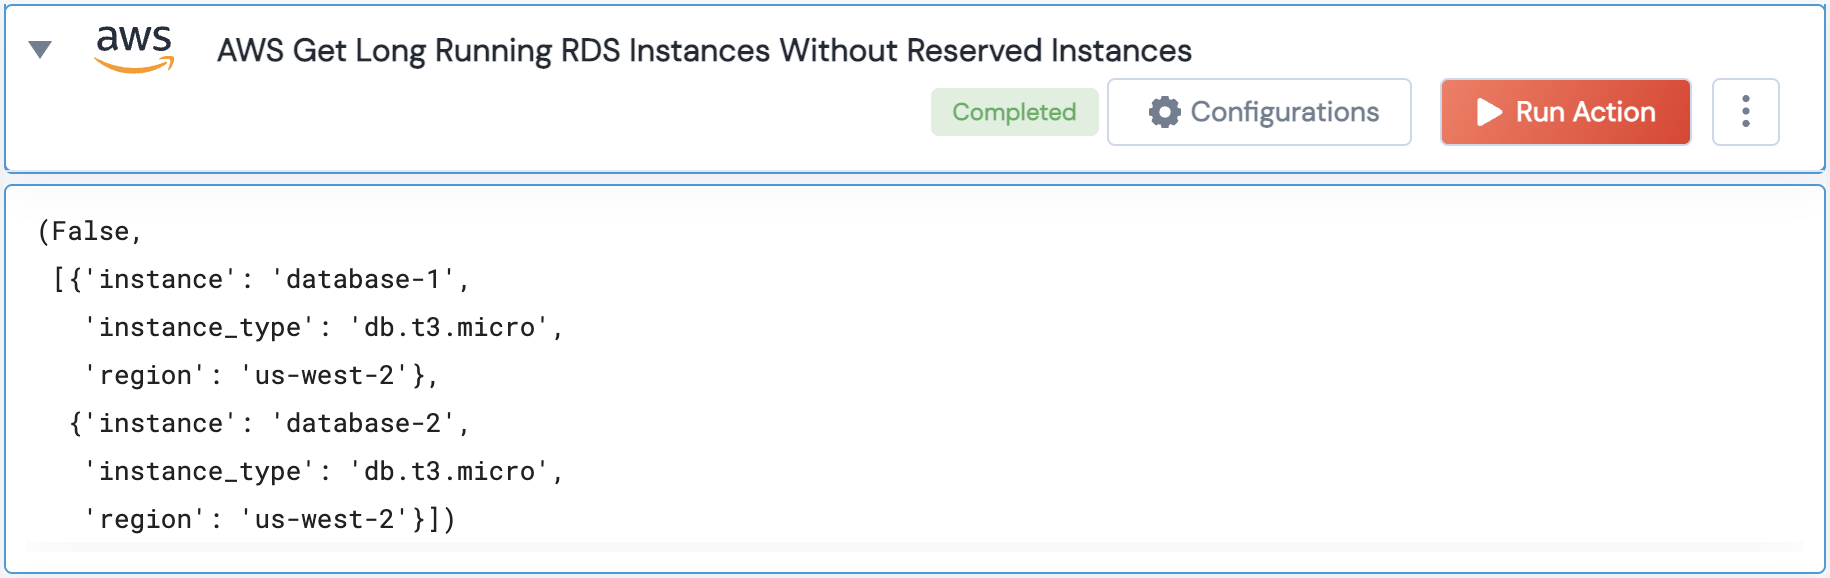 aws
AWS Get Long Running RDS Instances Without Reserved Instances
Completed
Configurations
Run Action
(False,
 [{'instance': 'database-1',
   'instance_type': 'db.t3.micro',
   'region': 'us-west-2'},
  {'instance': 'database-2',
   'instance_type': 'db.t3.micro',
   'region': 'us-west-2'}])